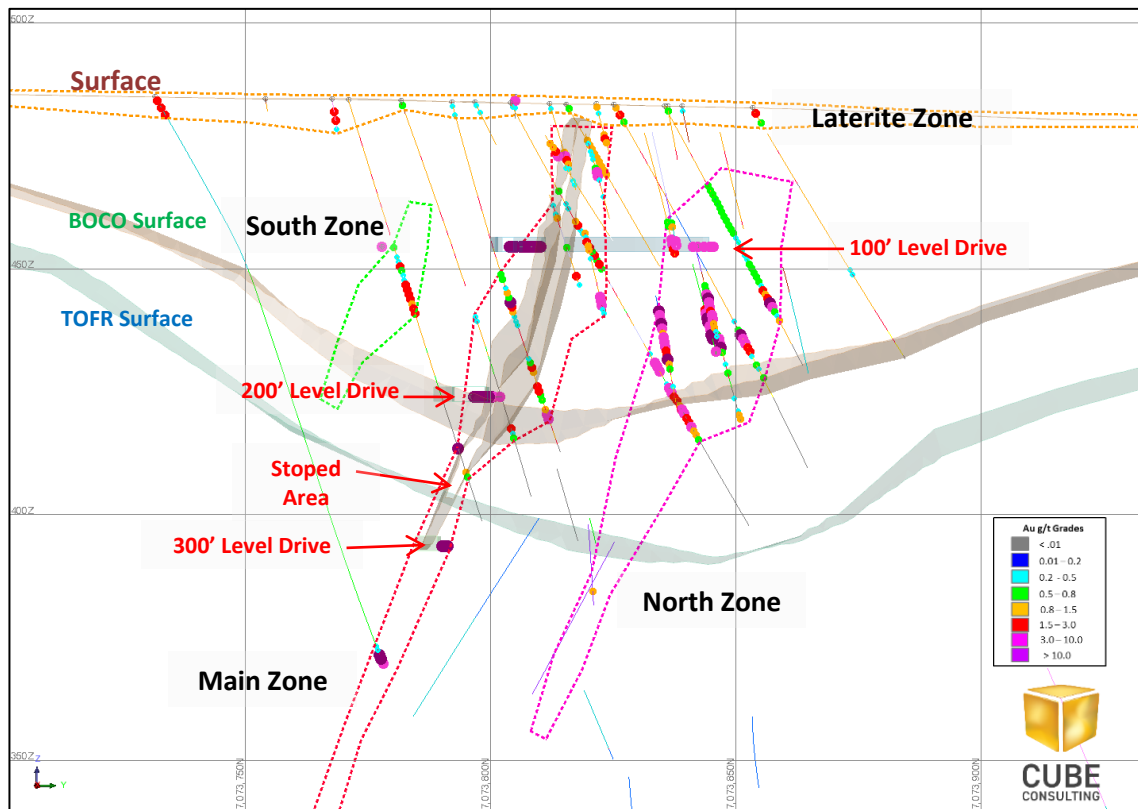 500Z
Surface
Laterite Zone
BOCO Surface
South Zone
100' Level Drive
450Z
TOFR Surface
200' Level Drive
Stoped
Area
400Z
300' Level Drive
North Zone
Main Zone
350Z
Au g/t Grades
< .01
0.01 – 0.2
0.2 - 0.5
0.5 – 0.8
0.8 – 1.5
1.5 – 3.0
3.0 – 10.0
> 10.0
CUBE
CONSULTING
Z
Y
7,073,750N
7,073,800N
7,073,850N
7,073,900N